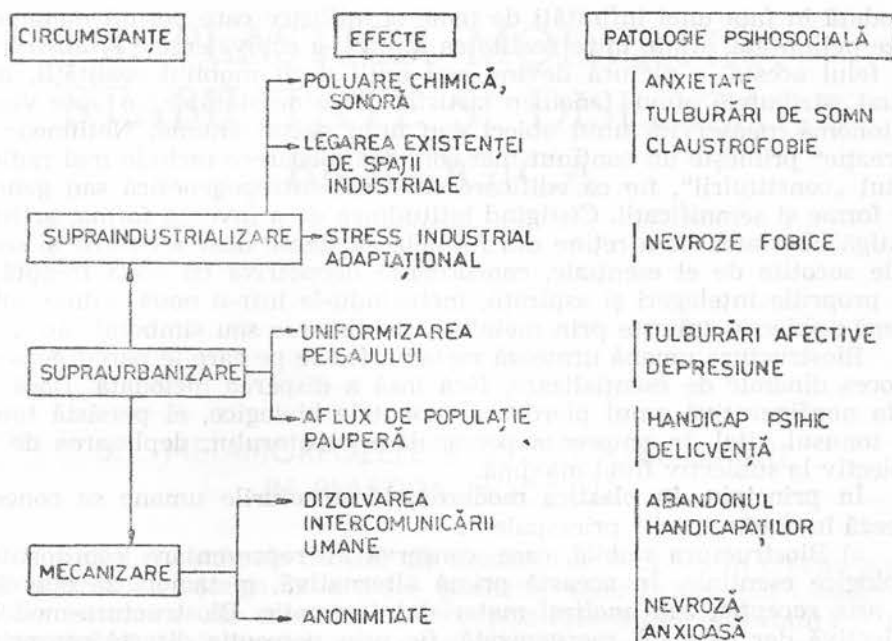 CIRCUMSTANȚE
EFECTE
PATOLOGIE PSIHOSOCIALĂ
POLUARE CHIMICĂ,
SONORĂ
ANXIETATE
TULBURĂRI DE SOMN
CLAUSTROFOBIE
LEGAREA EXISTENȚEI
DE SPAȚII
INDUSTRIALE
SUPRAINDUSTRIALIZARE
STRESS INDUSTRIAL
ADAPTAȚIONAL
NEVROZE FOBICE
UNIFORMIZAREA
PEISAJULUI
TULBURĂRI AFECTIVE
DEPRESIUNE
SUPRAURBANIZARE
AFLUX DE POPULAȚIE
PAUPERĂ
HANDICAP PSIHIC
DELICVENȚĂ
DIZOLVAREA
INTERCOMUNICĂRII
UMANE
ABANDONUL
HANDICAPAȚILOR
MECANIZARE
ANONIMITATE
NEVROZĂ
ANXIOASĂ